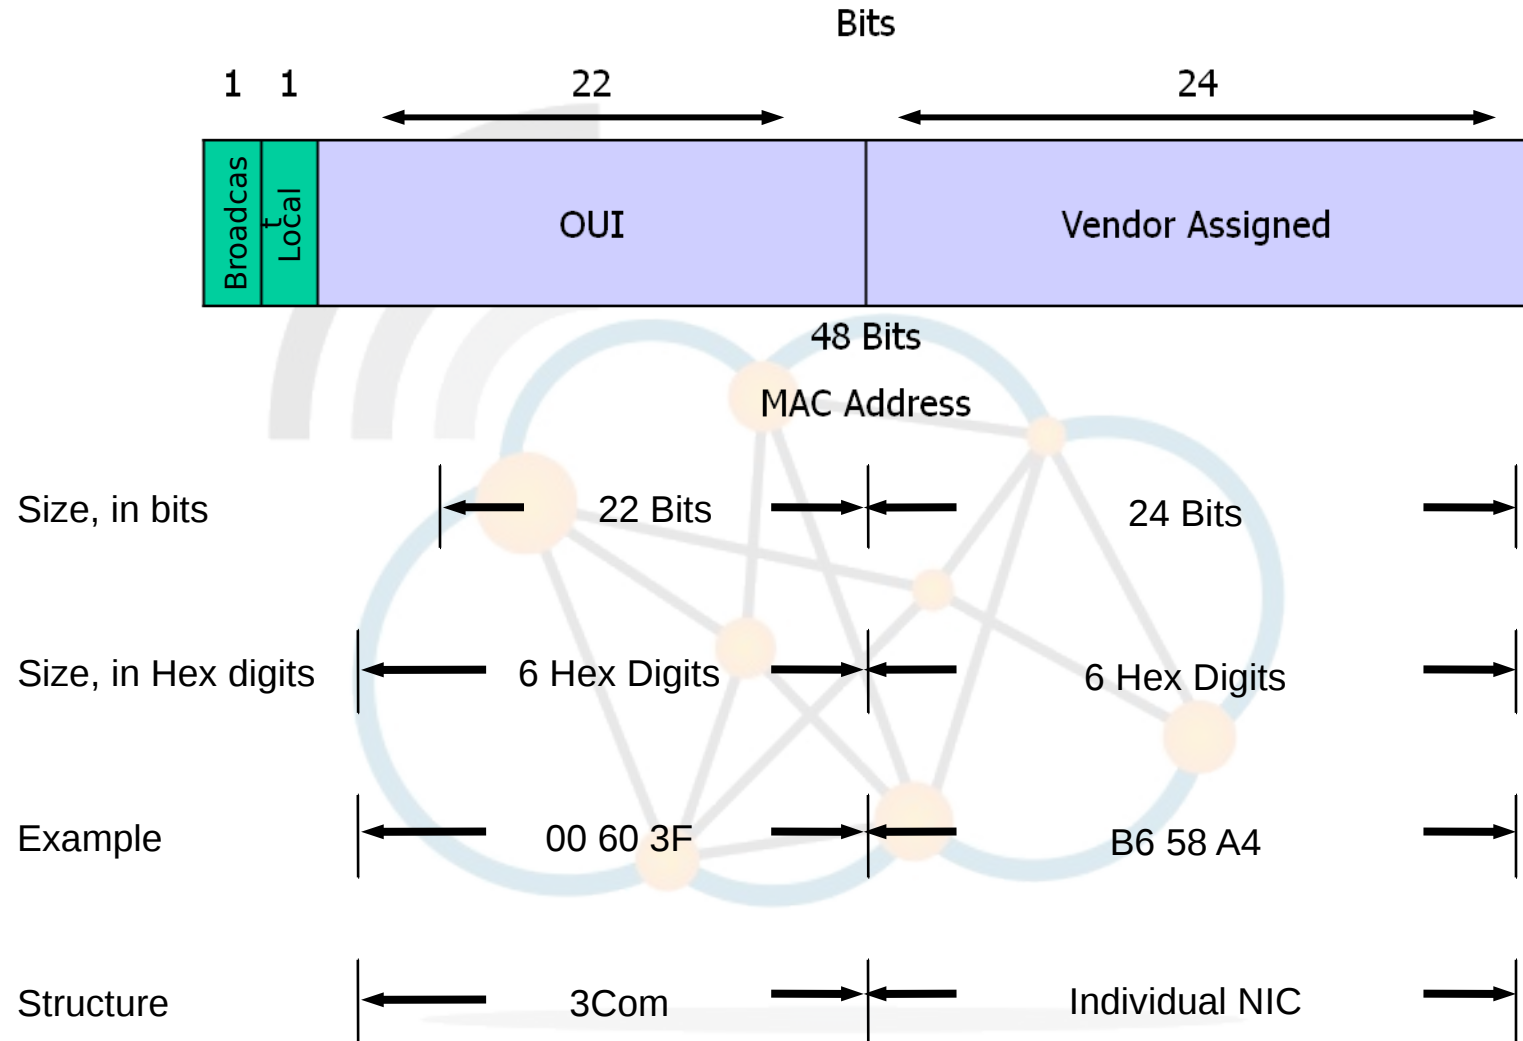 Bits
1 1 22 24
Broadcas
t
Local
OUI
Vendor Assigned
48 Bits
MAC Address
Size, in bits 22 Bits 24 Bits
Size, in Hex digits 6 Hex Digits 6 Hex Digits
Example 00 60 3F B6 58 A4
Structure 3Com Individual NIC